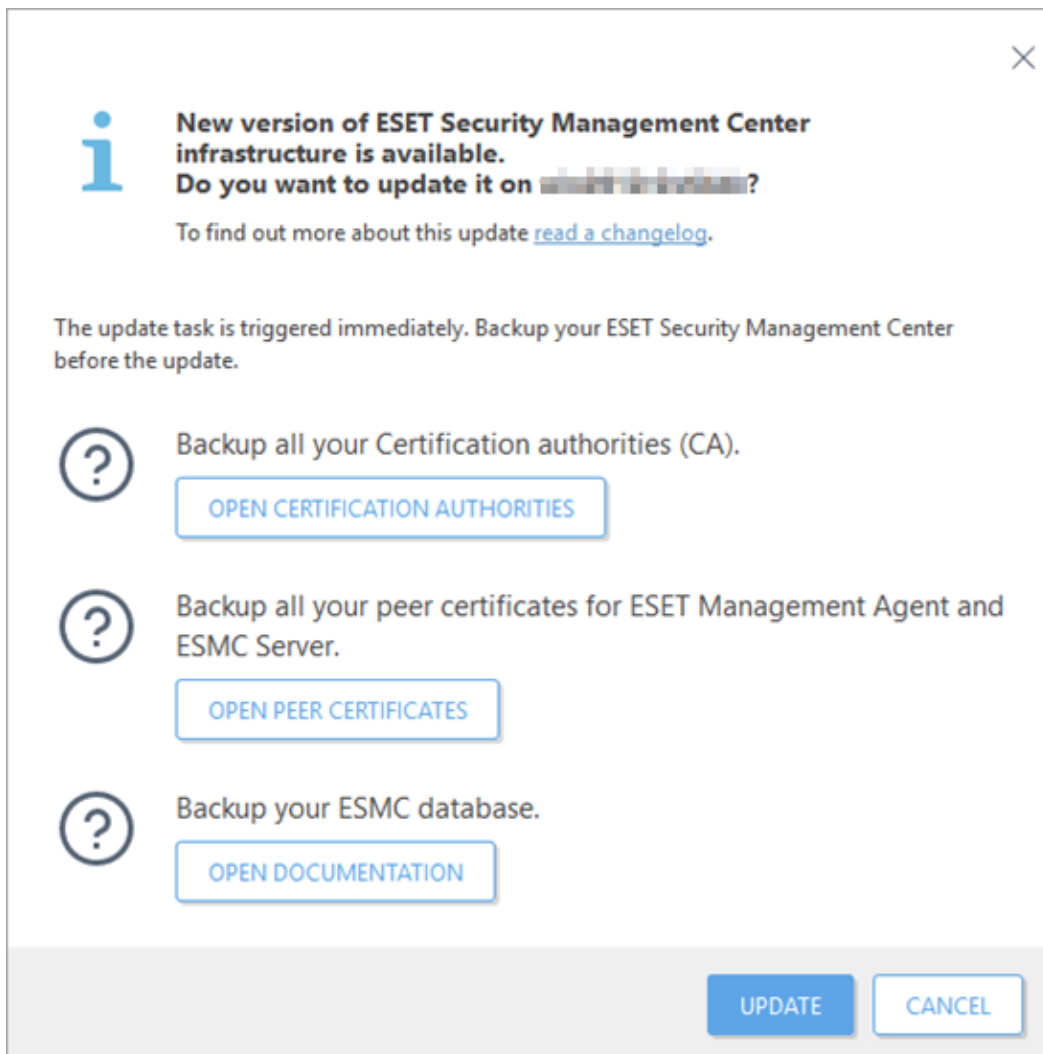 New version of ESET Security Management Center
infrastructure is available.
Do you want to update it on ?
To find out more about this update read a changelog.
The update task is triggered immediately. Backup your ESET Security Management Center
before the update.
Backup all your Certification authorities (CA).
OPEN CERTIFICATION AUTHORITIES
Backup all your peer certificates for ESET Management Agent and
ESMC Server.
OPEN PEER CERTIFICATES
Backup your ESMC database.
OPEN DOCUMENTATION
UPDATE
CANCEL